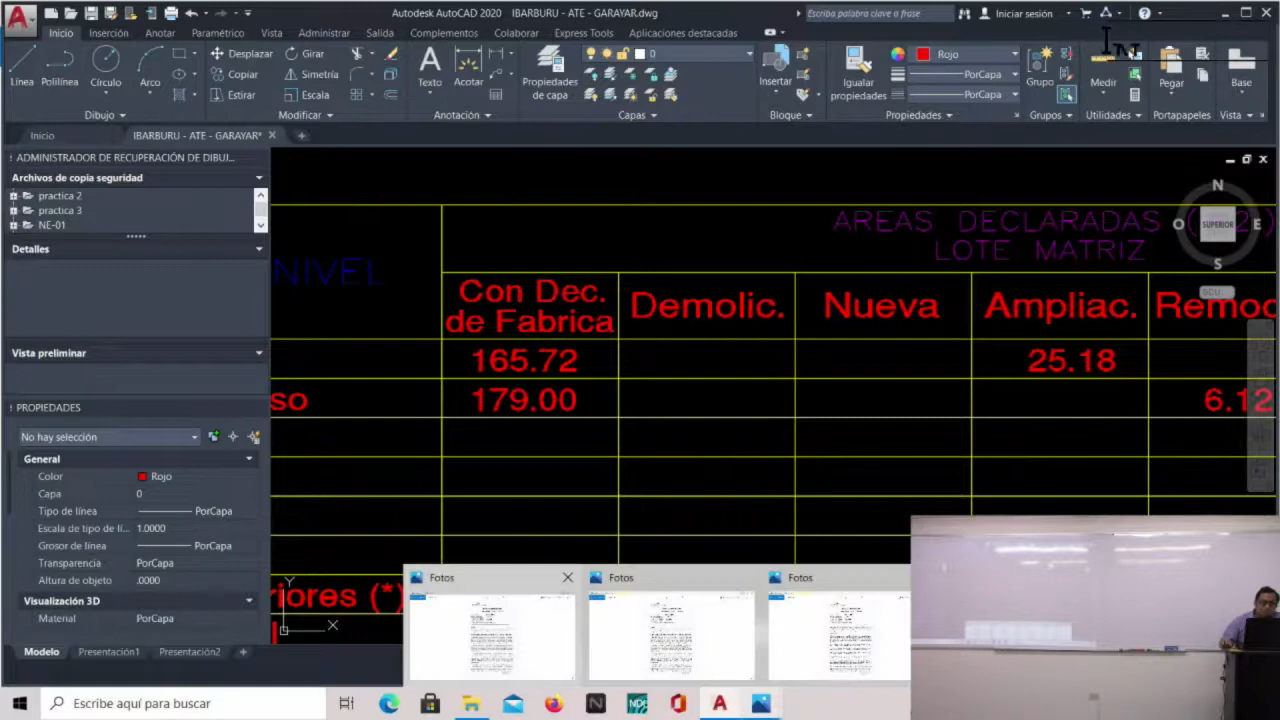 Autodesk AutoCAD 2020 IBARBURU - ATE - GARAYAR.dwg
Escriba palabra clave o frase
Iniciar sesión
Inicio Inserción Anotar Paramétrico Vista Administrar Salida Complementos Colaborar Express Tools Aplicaciones destacadas
Línea Polilínea Círculo Arco
Desplazar Girar
Copiar Simetría
Estirar Escala
Texto Acotar
Propiedades de capa
0
Insertar
Igualar propiedades
Rojo
PorCapa
PorCapa
Grupo
Medir
Pegar
Base
Dibujo Modificar Anotación Capas Bloque Propiedades Grupos Utilidades Portapapeles Vista
Inicio IBARBURU - ATE - GARAYAR*
ADMINISTRADOR DE RECUPERACIÓN DE DIBUJ...
Archivos de copia seguridad
practica 2
practica 3
NE-01
Detalles
Vista preliminar
PROPIEDADES
No hay selección
General
Color Rojo
Capa 0
Tipo de línea PorCapa
Escala de tipo de lí... 1.0000
Grosor de línea PorCapa
Transparencia PorCapa
Altura de objeto .0000
Visualización 3D
Material PorCapa
NIVEL
AREAS DECLARADAS
LOTE MATRIZ
N
O SUPERIOR E
S
SCU
Con Dec. de Fabrica Demolic. Nueva Ampliac. Remod
165.72 25.18
so 179.00 6.12
riores (*)
Y
X
Fotos Fotos Fotos
Modelo Presentación1 Presentación2
Escribe aquí para buscar